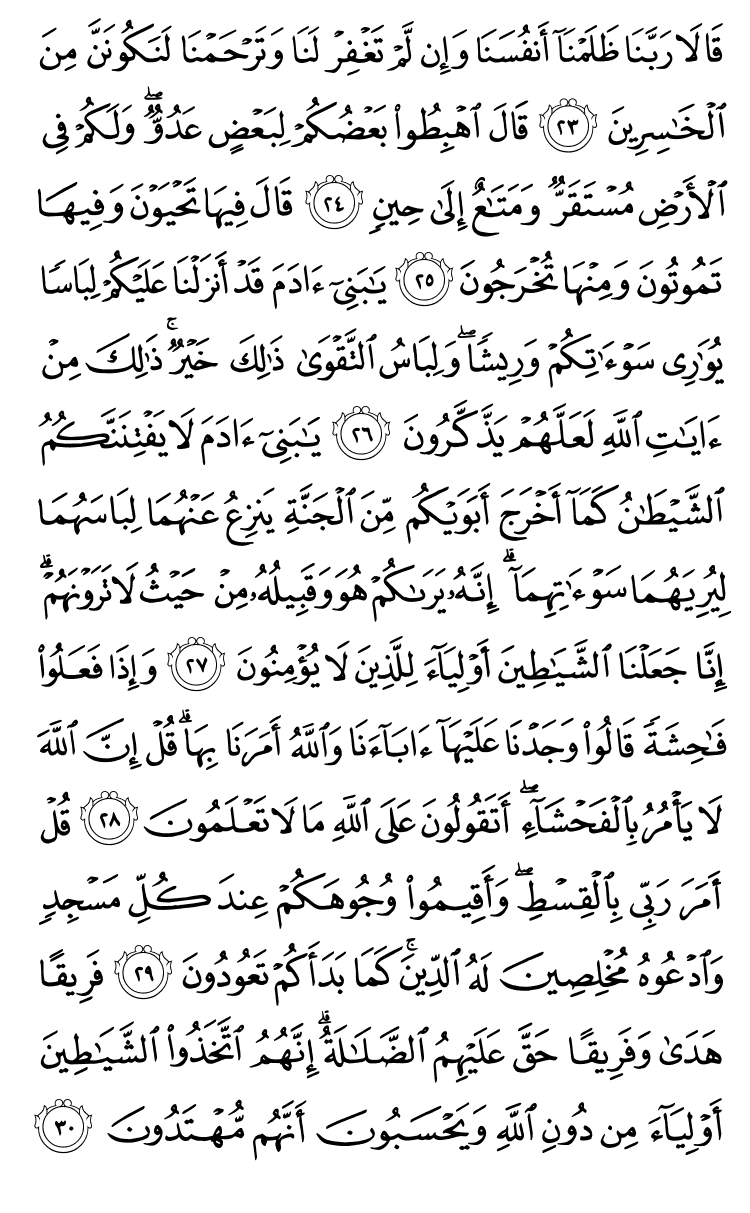 قَالَا رَبَّنَا ظَلَمۡنَآ أَنفُسَنَا وَإِن لَّمۡ تَغۡفِرۡ لَنَا وَتَرۡحَمۡنَا لَنَكُونَنَّ مِنَ
ٱلۡخَٰسِرِينَ ٢٣ قَالَ ٱهۡبِطُواْ بَعۡضُكُمۡ لِبَعۡضٍ عَدُوّٞۖ وَلَكُمۡ فِي
ٱلۡأَرۡضِ مُسۡتَقَرّٞ وَمَتَٰعٌ إِلَىٰ حِينٖ ٢٤ قَالَ فِيهَا تَحۡيَوۡنَ وَفِيهَا
تَمُوتُونَ وَمِنۡهَا تُخۡرَجُونَ ٢٥ يَٰبَنِيٓ ءَادَمَ قَدۡ أَنزَلۡنَا عَلَيۡكُمۡ لِبَاسٗا
يُوَٰرِي سَوۡءَٰتِكُمۡ وَرِيشٗاۖ وَلِبَاسُ ٱلتَّقۡوَىٰ ذَٰلِكَ خَيۡرٞۚ ذَٰلِكَ مِنۡ
ءَايَٰتِ ٱللَّهِ لَعَلَّهُمۡ يَذَّكَّرُونَ ٢٦ يَٰبَنِيٓ ءَادَمَ لَا يَفۡتِنَنَّكُمُ
ٱلشَّيۡطَٰنُ كَمَآ أَخۡرَجَ أَبَوَيۡكُم مِّنَ ٱلۡجَنَّةِ يَنزِعُ عَنۡهُمَا لِبَاسَهُمَا
لِيُرِيَهُمَا سَوۡءَٰتِهِمَآۗ إِنَّهُۥ يَرَىٰكُمۡ هُوَ وَقَبِيلُهُۥ مِنۡ حَيۡثُ لَا تَرَوۡنَهُمۡۗ
إِنَّا جَعَلۡنَا ٱلشَّيَٰطِينَ أَوۡلِيَآءَ لِلَّذِينَ لَا يُؤۡمِنُونَ ٢٧ وَإِذَا فَعَلُواْ
فَٰحِشَةٗ قَالُواْ وَجَدۡنَا عَلَيۡهَآ ءَابَآءَنَا وَٱللَّهُ أَمَرَنَا بِهَاۗ قُلۡ إِنَّ ٱللَّهَ
لَا يَأۡمُرُ بِٱلۡفَحۡشَآءِۖ أَتَقُولُونَ عَلَى ٱللَّهِ مَا لَا تَعۡلَمُونَ ٢٨ قُلۡ
أَمَرَ رَبِّي بِٱلۡقِسۡطِۖ وَأَقِيمُواْ وُجُوهَكُمۡ عِندَ كُلِّ مَسۡجِدٖ
وَٱدۡعُوهُ مُخۡلِصِينَ لَهُ ٱلدِّينَۚ كَمَا بَدَأَكُمۡ تَعُودُونَ ٢٩ فَرِيقًا
هَدَىٰ وَفَرِيقًا حَقَّ عَلَيۡهِمُ ٱلضَّلَٰلَةُۗ إِنَّهُمُ ٱتَّخَذُواْ ٱلشَّيَٰطِينَ
أَوۡلِيَآءَ مِن دُونِ ٱللَّهِ وَيَحۡسَبُونَ أَنَّهُم مُّهۡتَدُونَ ٣٠